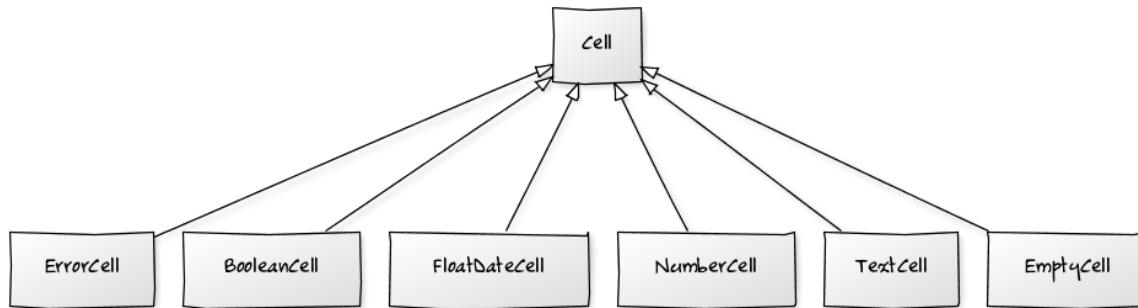 Cell
ErrorCell
BooleanCell
FloatDateCell
NumberCell
TextCell
EmptyCell